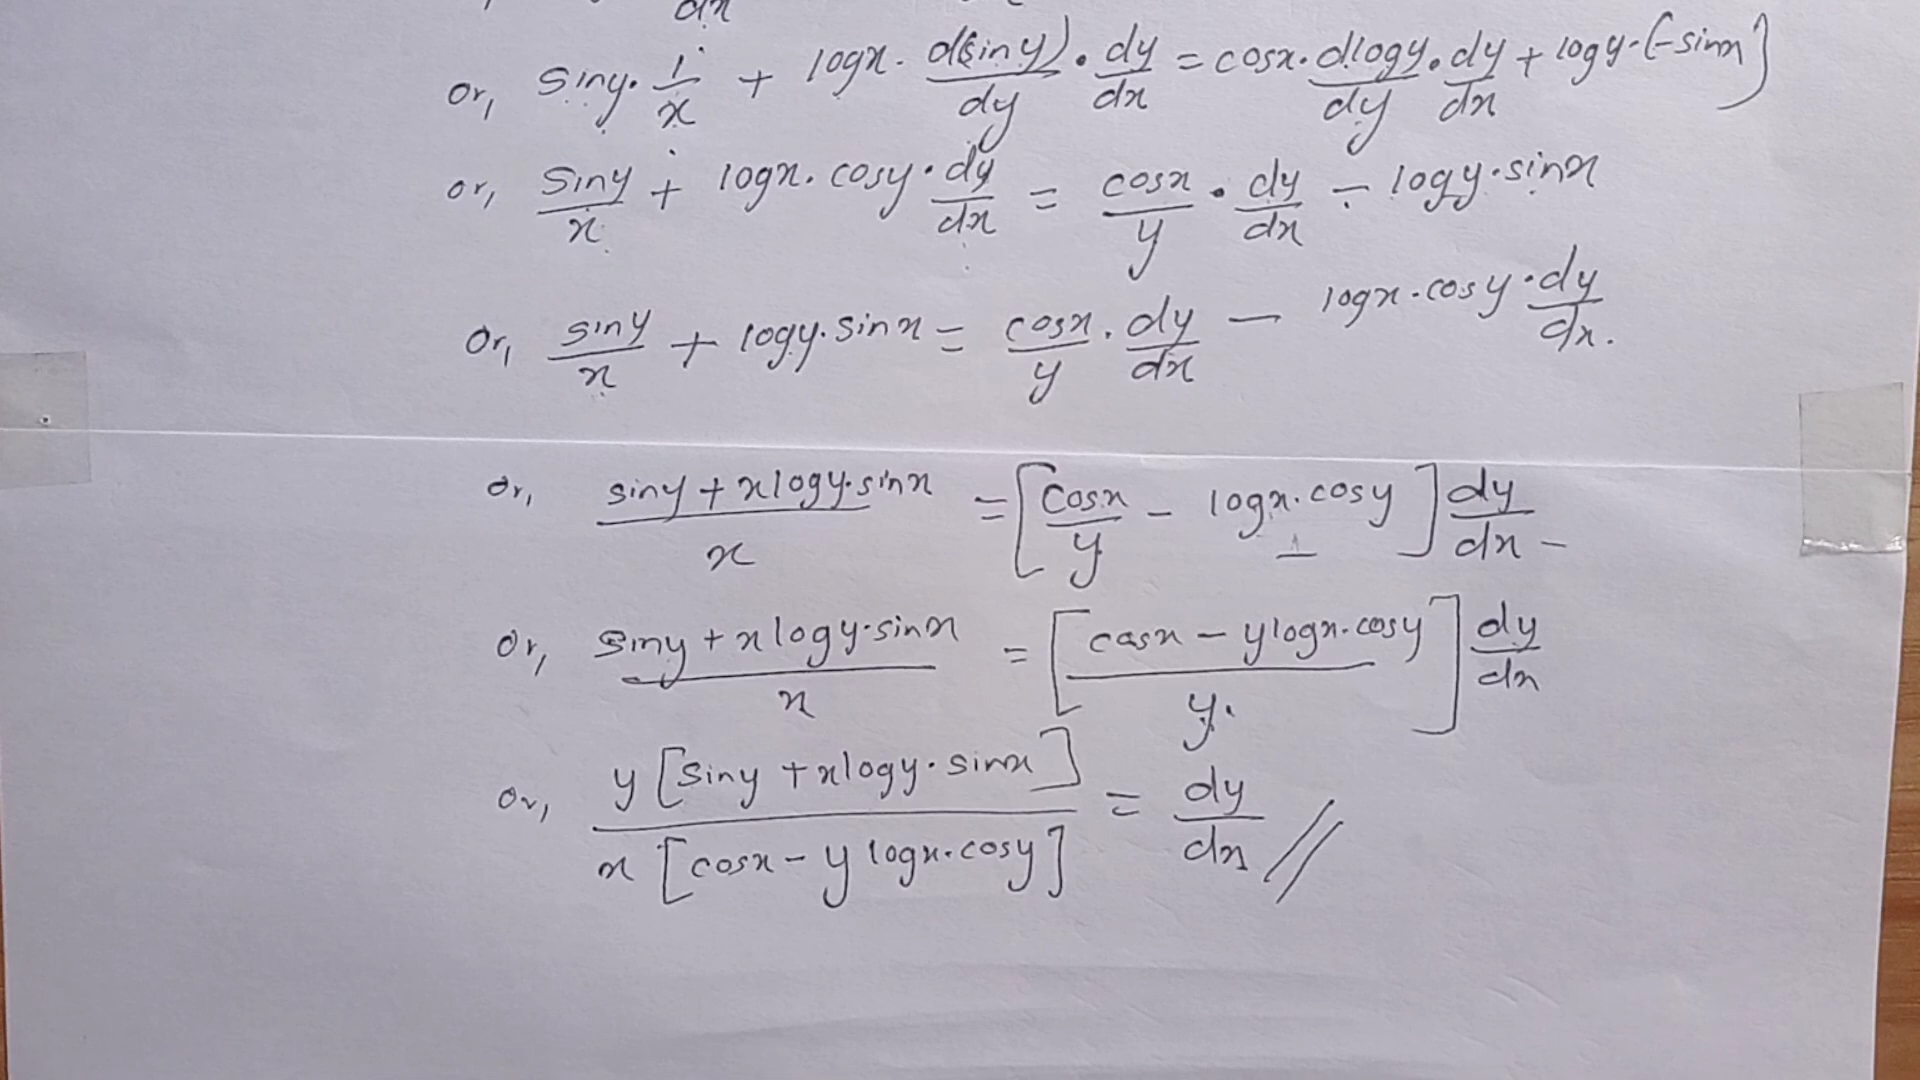 dx
or, siny. 1/x + logx. d(siny)/dy . dy/dx = cosx. dlogy/dy . dy/dx + logy.(-sinx)
or, siny/x + logx. cosy. dy/dx = cosx/y . dy/dx - logy.sinx
or, siny/x + logy.sinx = cosx/y . dy/dx - logx.cosy.dy/dx.
or, siny + xlogy.sinx / x = [cosx/y - logx.cosy / 1] dy/dx -
or, siny + xlogy.sinx / x = [cosx - ylogx.cosy / y.] dy/dx
or, y [siny + xlogy.sinx] / x [cosx - y logx.cosy] = dy/dx //